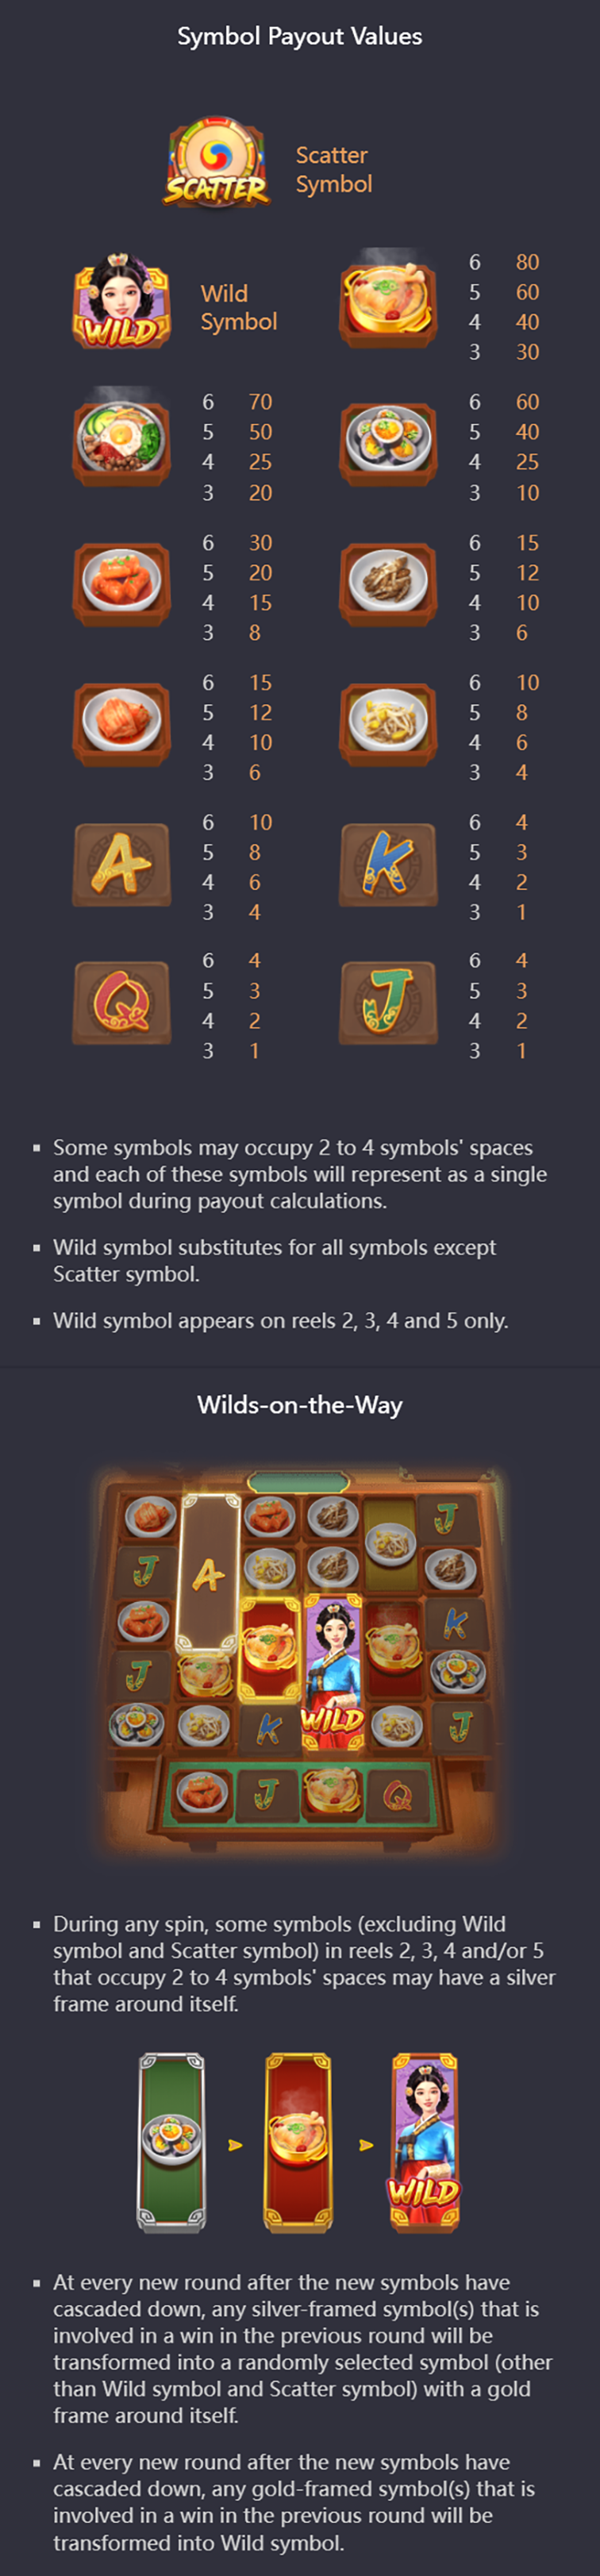 Symbol Payout Values
SCATTER
Scatter
Symbol
WILD
Wild
Symbol
6 80
5 60
4 40
3 30
6 70
5 50
4 25
3 20
6 60
5 40
4 25
3 10
6 30
5 20
4 15
3 8
6 15
5 12
4 10
3 6
6 15
5 12
4 10
3 6
6 10
5 8
6 6
3 4
A
6 10
5 8
4 6
3 4
K
6 4
5 3
4 2
3 1
Q
6 4
5 3
4 2
3 1
J
6 4
5 3
4 2
3 1
▪ Some symbols may occupy 2 to 4 symbols' spaces
and each of these symbols will represent as a single
symbol during payout calculations.
▪ Wild symbol substitutes for all symbols except
Scatter symbol.
▪ Wild symbol appears on reels 2, 3, 4 and 5 only.
Wilds-on-the-Way
J
J A
K
J
K WILD J
J Q
▪ During any spin, some symbols (excluding Wild
symbol and Scatter symbol) in reels 2, 3, 4 and/or 5
that occupy 2 to 4 symbols' spaces may have a silver
frame around itself.
WILD
▪ At every new round after the new symbols have
cascaded down, any silver-framed symbol(s) that is
involved in a win in the previous round will be
transformed into a randomly selected symbol (other
than Wild symbol and Scatter symbol) with a gold
frame around itself.
▪ At every new round after the new symbols have
cascaded down, any gold-framed symbol(s) that is
involved in a win in the previous round will be
transformed into Wild symbol.